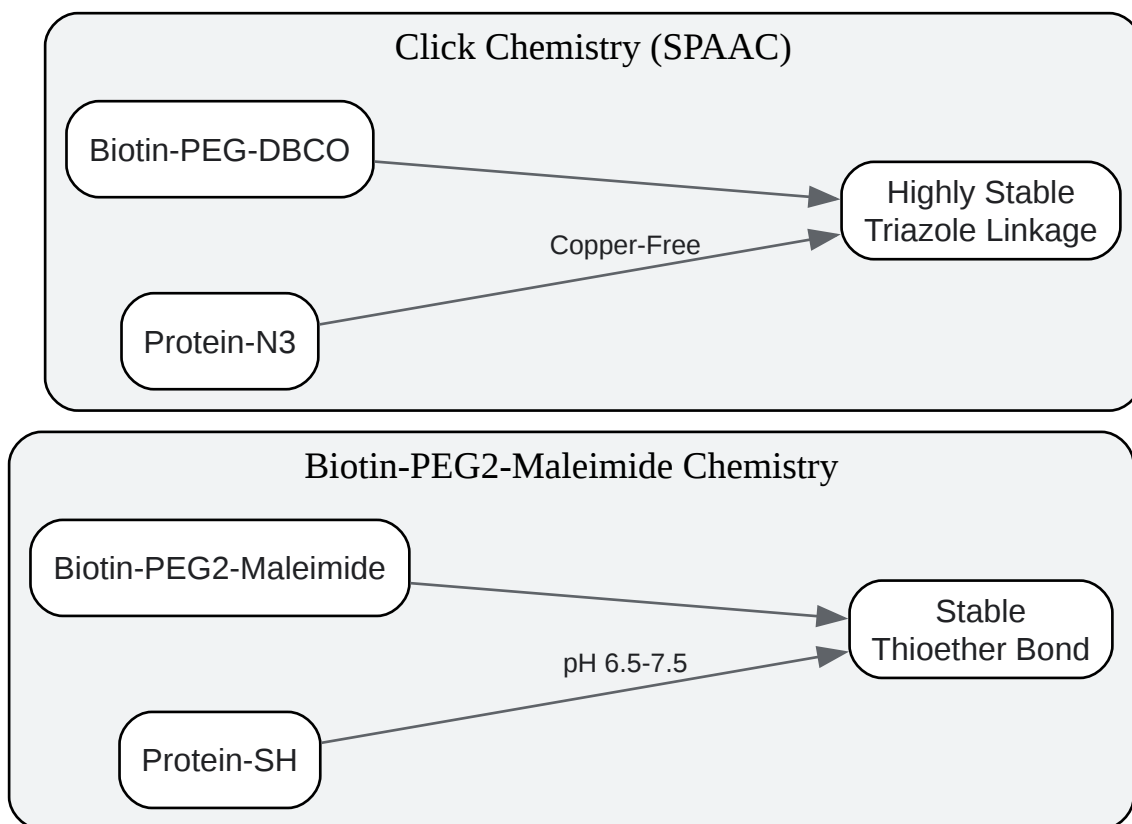 Click Chemistry (SPAAC)
Biotin-PEG-DBCO
Highly Stable
Triazole Linkage
Copper-Free
Protein-N3
Biotin-PEG2-Maleimide Chemistry
Biotin-PEG2-Maleimide
Stable
Thioether Bond
pH 6.5-7.5
Protein-SH